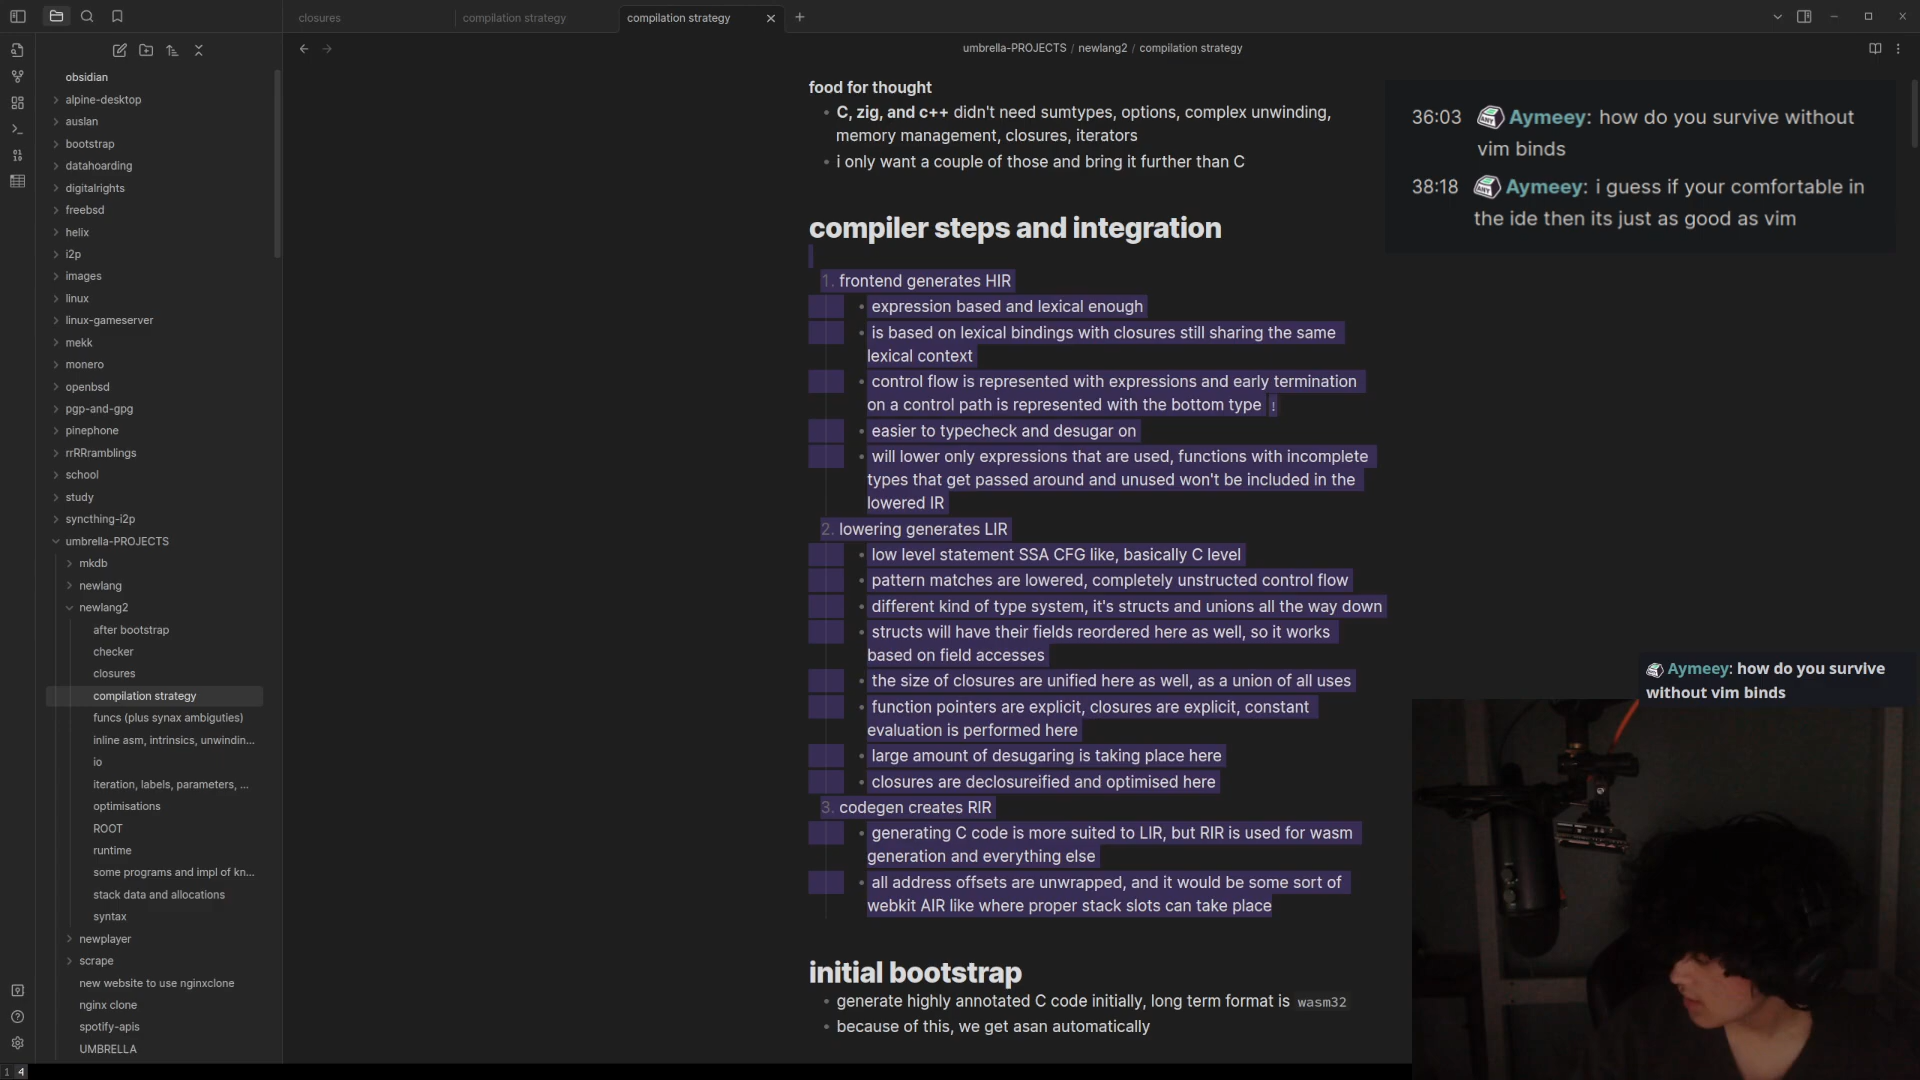 closures
compilation strategy
compilation strategy
umbrella-PROJECTS / newlang2 / compilation strategy
obsidian
alpine-desktop
auslan
bootstrap
datahoarding
digitalrights
freebsd
helix
i2p
images
linux
linux-gameserver
mekk
monero
openbsd
pgp-and-gpg
pinephone
rrRRramblings
school
study
syncthing-i2p
umbrella-PROJECTS
mkdb
newlang
newlang2
after bootstrap
checker
closures
compilation strategy
funcs (plus synax ambiguties)
inline asm, intrinsics, unwindin...
io
iteration, labels, parameters, ...
optimisations
ROOT
runtime
some programs and impl of kn...
stack data and allocations
syntax
newplayer
scrape
new website to use nginxclone
nginx clone
spotify-apis
UMBRELLA
1 4
food for thought
• C, zig, and c++ didn't need sumtypes, options, complex unwinding,
memory management, closures, iterators
• i only want a couple of those and bring it further than C
compiler steps and integration
1. frontend generates HIR
• expression based and lexical enough
• is based on lexical bindings with closures still sharing the same
lexical context
• control flow is represented with expressions and early termination
on a control path is represented with the bottom type !
• easier to typecheck and desugar on
• will lower only expressions that are used, functions with incomplete
types that get passed around and unused won't be included in the
lowered IR
2. lowering generates LIR
• low level statement SSA CFG like, basically C level
• pattern matches are lowered, completely unstructed control flow
• different kind of type system, it's structs and unions all the way down
• structs will have their fields reordered here as well, so it works
based on field accesses
• the size of closures are unified here as well, as a union of all uses
• function pointers are explicit, closures are explicit, constant
evaluation is performed here
• large amount of desugaring is taking place here
• closures are declosureified and optimised here
3. codegen creates RIR
• generating C code is more suited to LIR, but RIR is used for wasm
generation and everything else
• all address offsets are unwrapped, and it would be some sort of
webkit AIR like where proper stack slots can take place
initial bootstrap
• generate highly annotated C code initially, long term format is wasm32
• because of this, we get asan automatically
36:03 Aymeey: how do you survive without
vim binds
38:18 Aymeey: i guess if your comfortable in
the ide then its just as good as vim
Aymeey: how do you survive
without vim binds